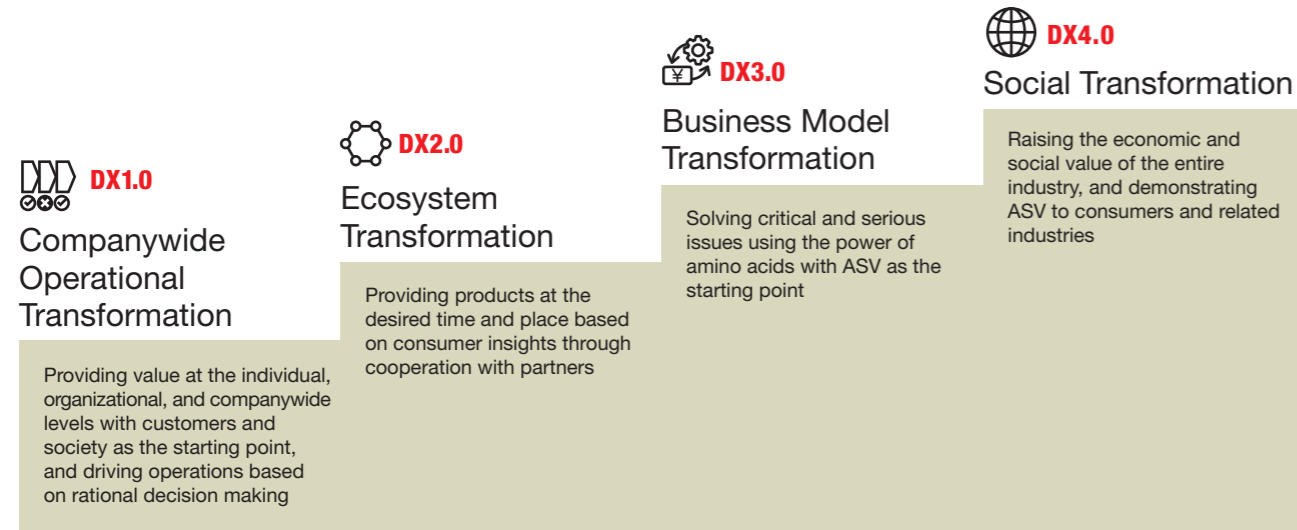 DX1.0
Companywide
Operational
Transformation
Providing value at the individual,
organizational, and companywide
levels with customers and
society as the starting point,
and driving operations based
on rational decision making
DX2.0
Ecosystem
Transformation
Providing products at the
desired time and place based
on consumer insights through
cooperation with partners
¥
DX3.0
Business Model
Transformation
Solving critical and serious
issues using the power of
amino acids with ASV as the
starting point
DX4.0
Social Transformation
Raising the economic and
social value of the entire
industry, and demonstrating
ASV to consumers and related
industries